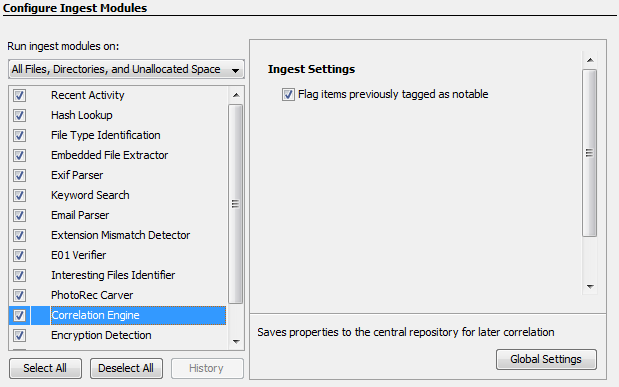 Configure Ingest Modules
Run ingest modules on:
All Files, Directories, and Unallocated Space
Recent Activity
Hash Lookup
File Type Identification
Embedded File Extractor
Exif Parser
Keyword Search
Email Parser
Extension Mismatch Detector
E01 Verifier
Interesting Files Identifier
PhotoRec Carver
Correlation Engine
Encryption Detection
Select All
Deselect All
History
Ingest Settings
Flag items previously tagged as notable
Saves properties to the central repository for later correlation
Global Settings